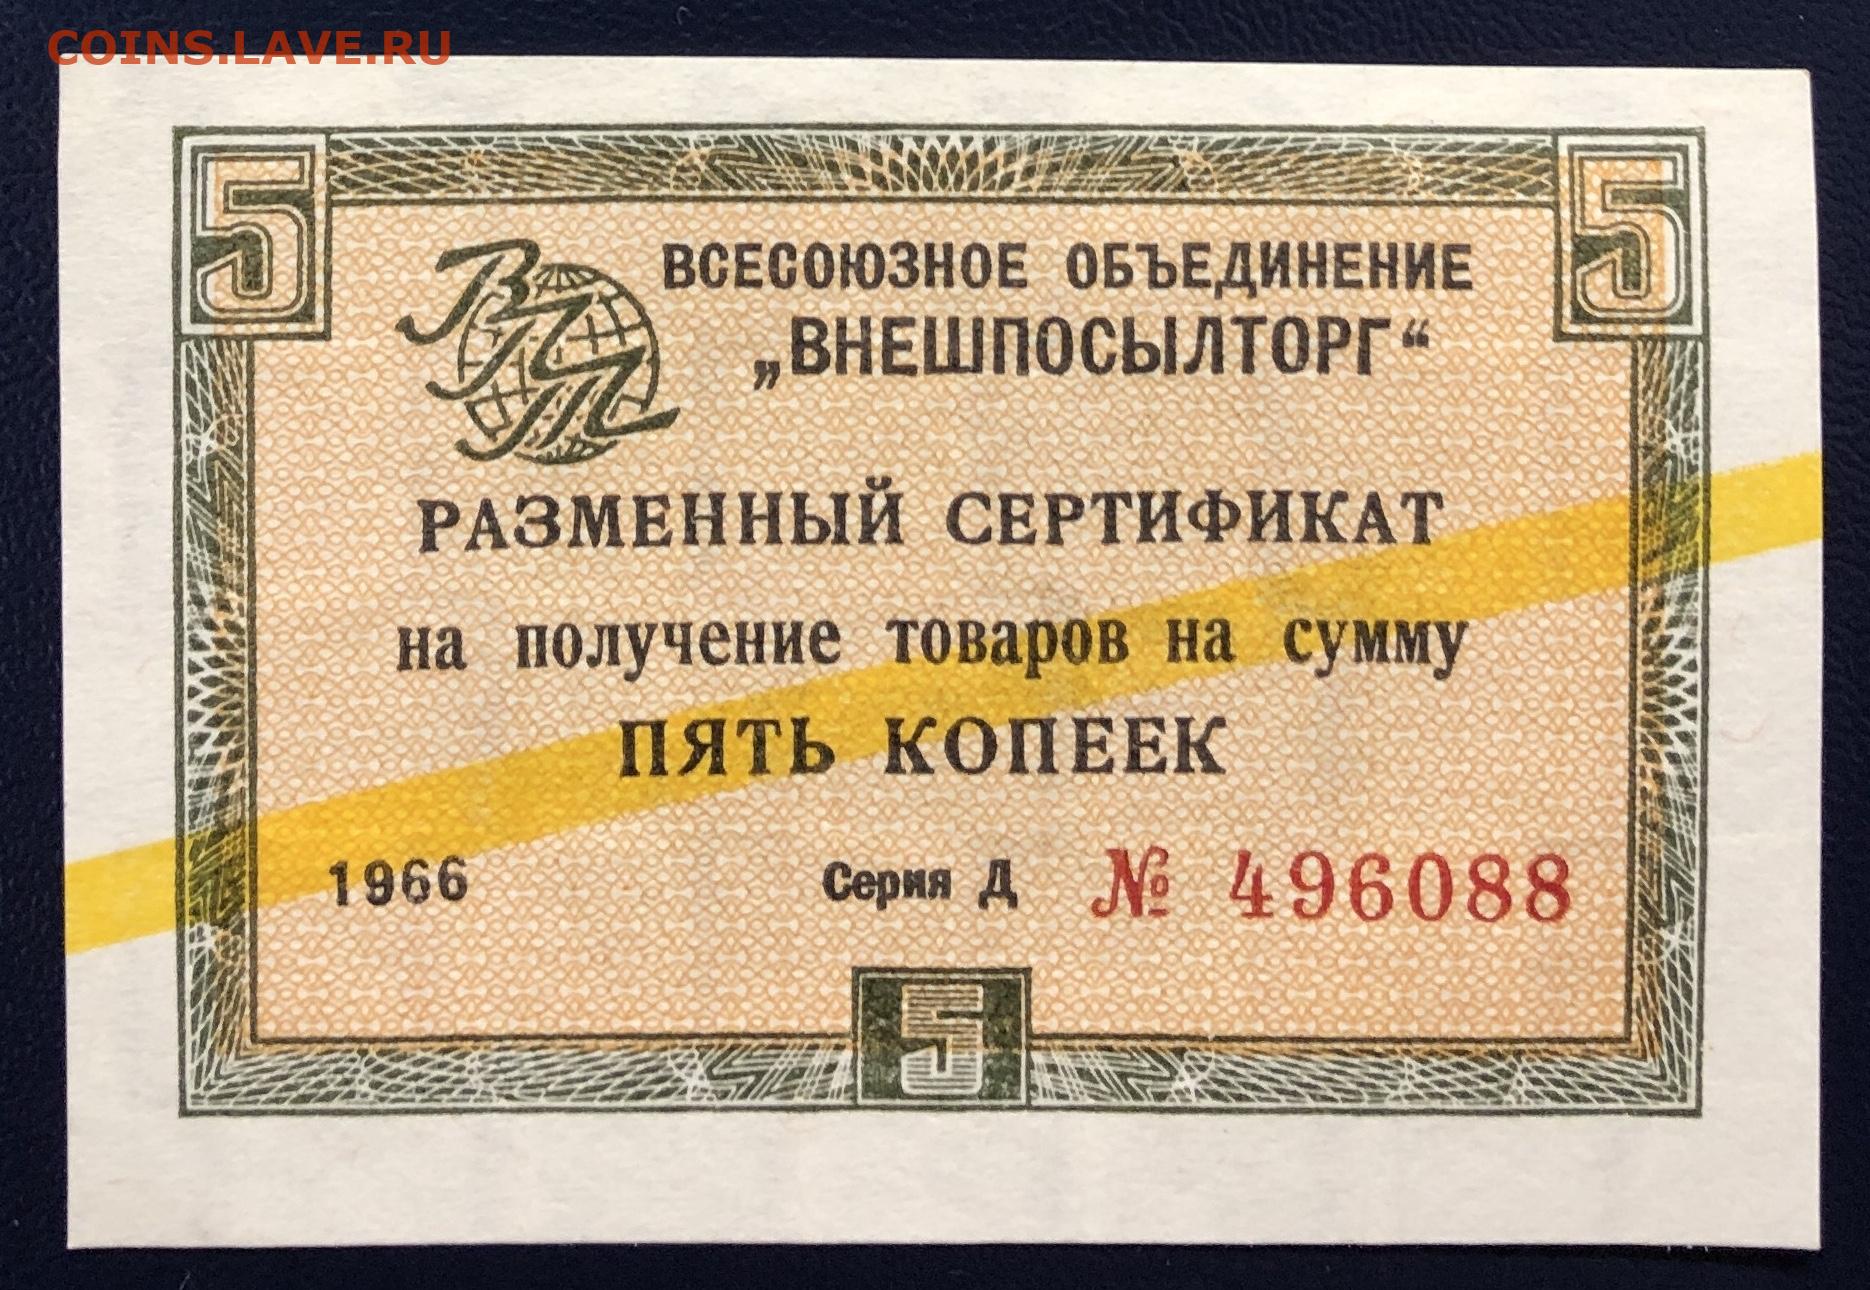 COINS.LAVE.RU
5
5
ВПТ
ВСЕСОЮЗНОЕ ОБЪЕДИНЕНИЕ
„ВНЕШПОСЫЛТОРГ“
РАЗМЕННЫЙ СЕРТИФИКАТ
на получение товаров на сумму
ПЯТЬ КОПЕЕК
1966 Серия Д № 496088
5